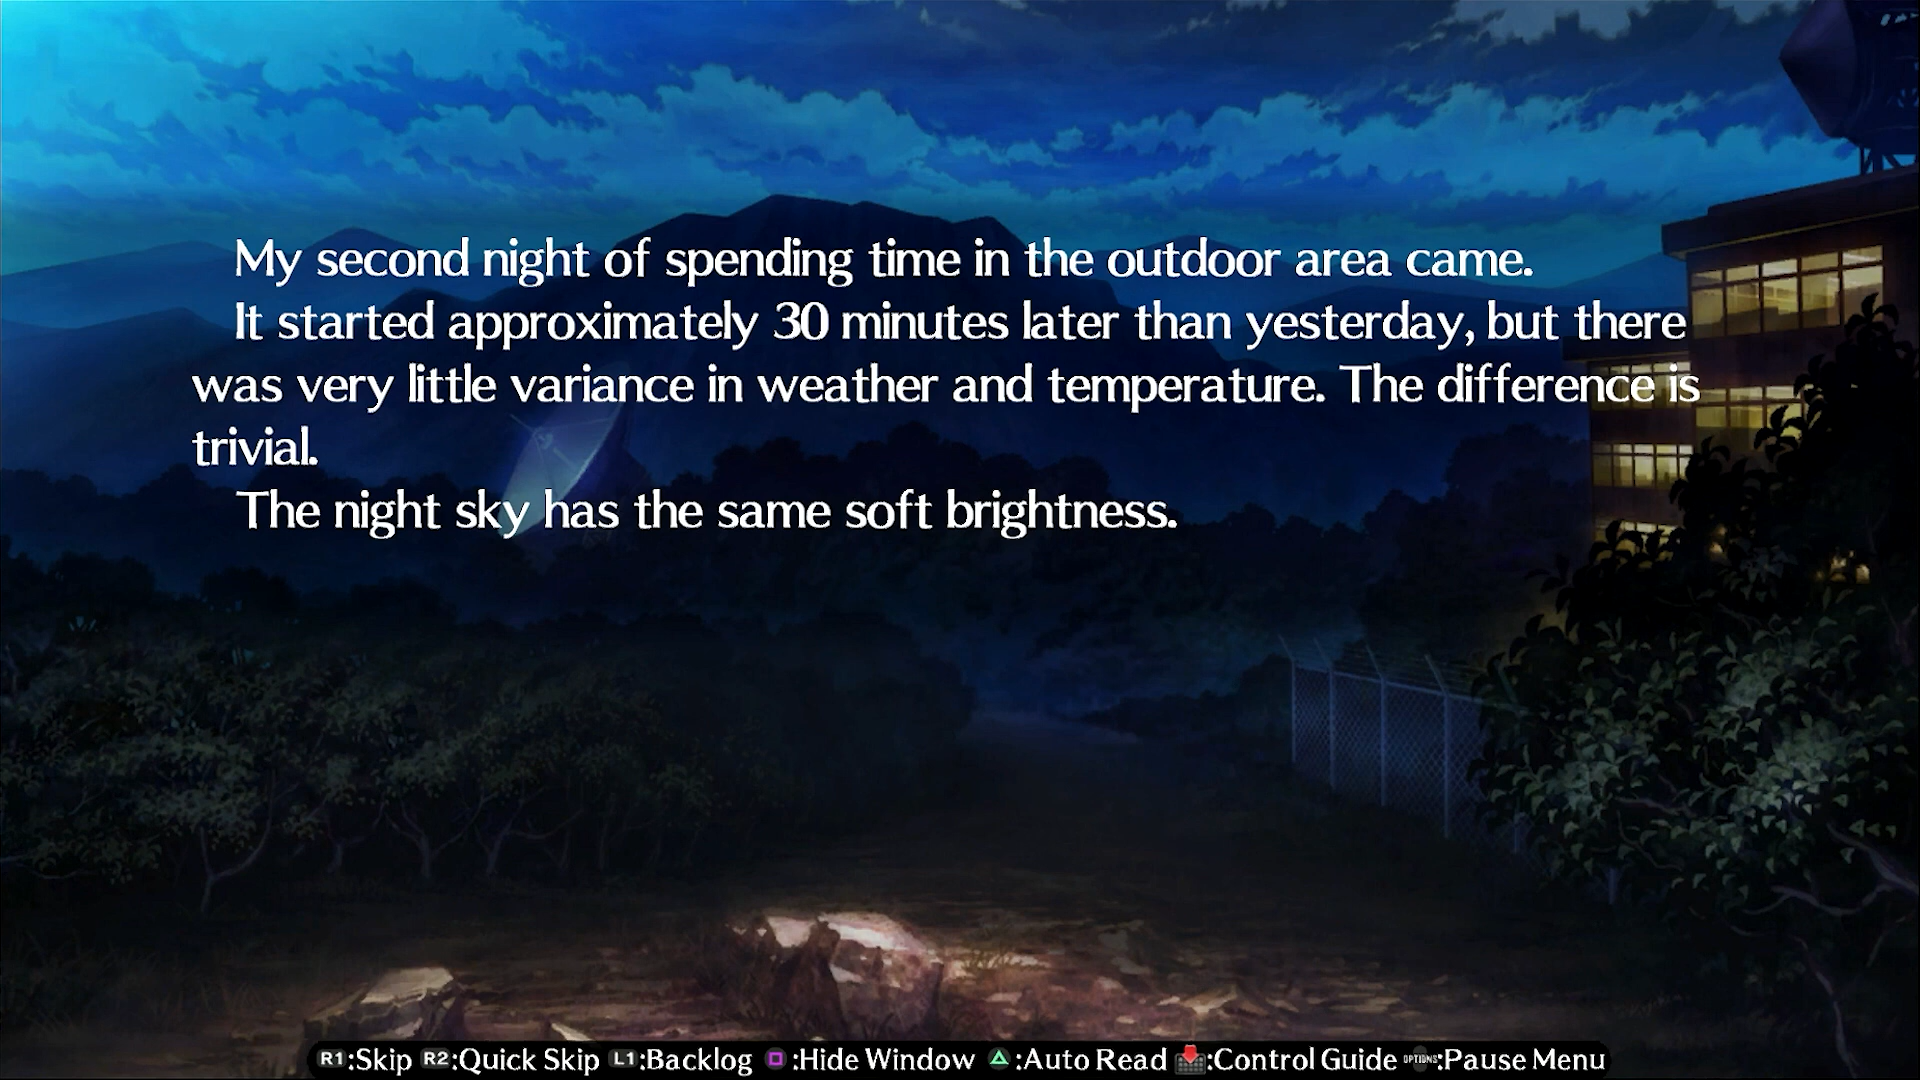 My second night of spending time in the outdoor area came.
It started approximately 30 minutes later than yesterday, but there
was very little variance in weather and temperature. The difference is
trivial.
The night sky has the same soft brightness.
R1:Skip R2:Quick Skip L1:Backlog :Hide Window :Auto Read :Control Guide OPTIONS:Pause Menu